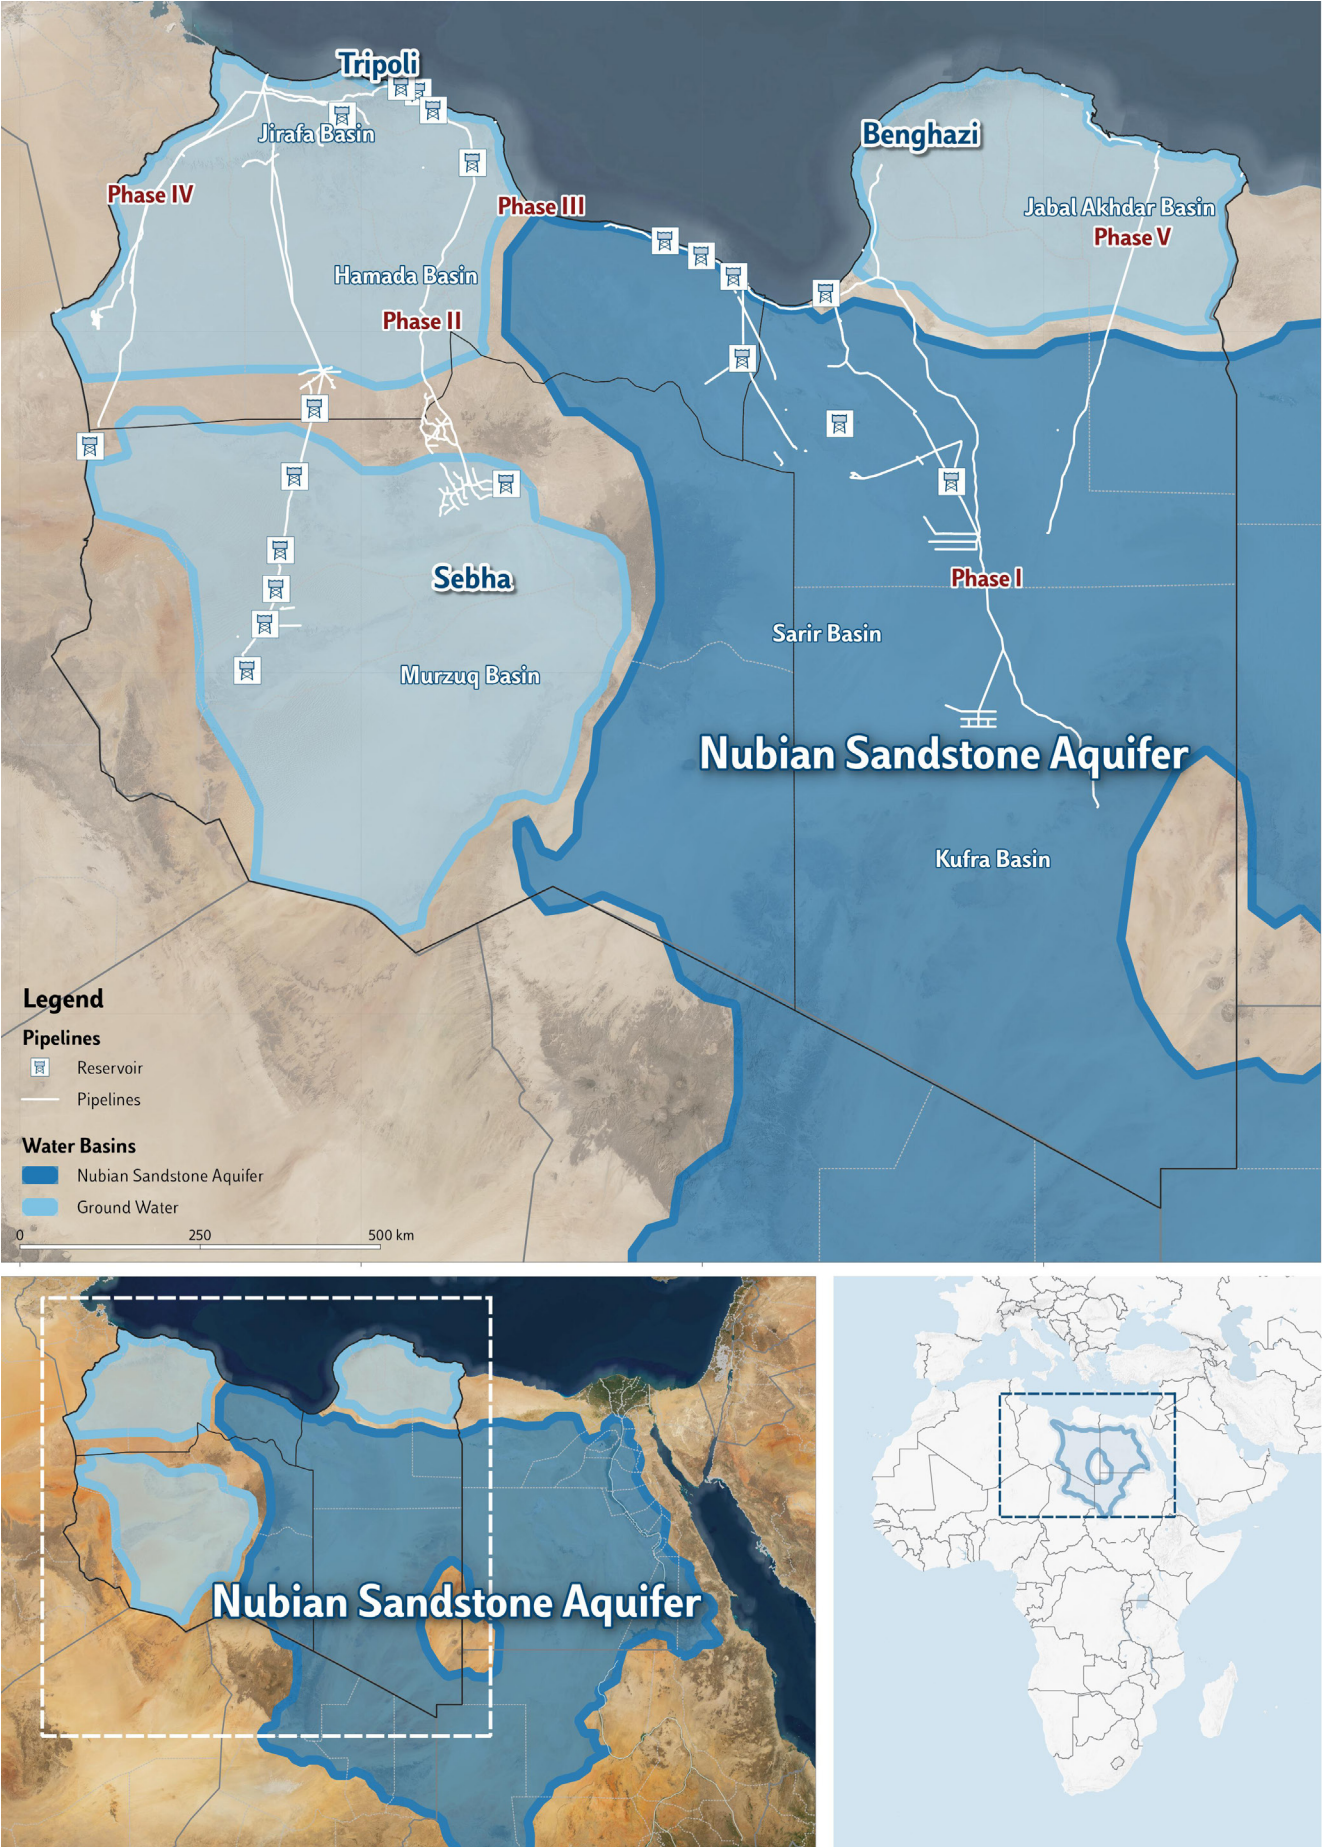 Tripoli
Jirafa Basin
Benghazi
Phase IV
Phase III
Jabal Akhdar Basin
Phase V
Hamada Basin
Phase II
Sebha
Phase I
Sarir Basin
Murzuq Basin
Nubian Sandstone Aquifer
Kufra Basin
Legend
Pipelines
Reservoir
Pipelines
Water Basins
Nubian Sandstone Aquifer
Ground Water
0 250 500 km
Nubian Sandstone Aquifer